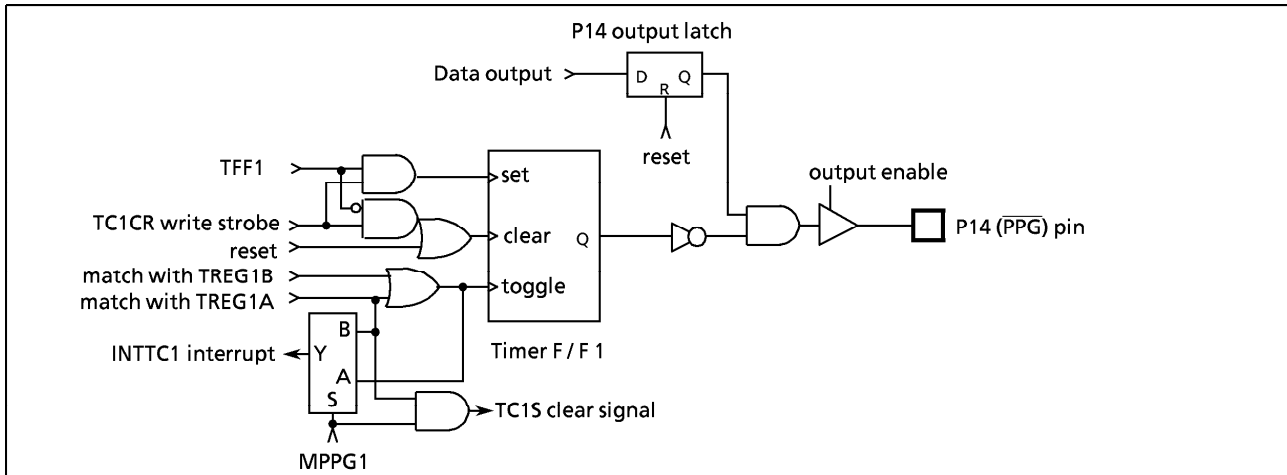 P14 output latch
Data output
D Q
R
reset
TFF1
set
output enable
TC1CR write strobe
clear
Q
P14 (PPG) pin
reset
match with TREG1B
toggle
match with TREG1A
B
INTTC1 interrupt
Y
Timer F / F 1
A
S
TC1S clear signal
MPPG1